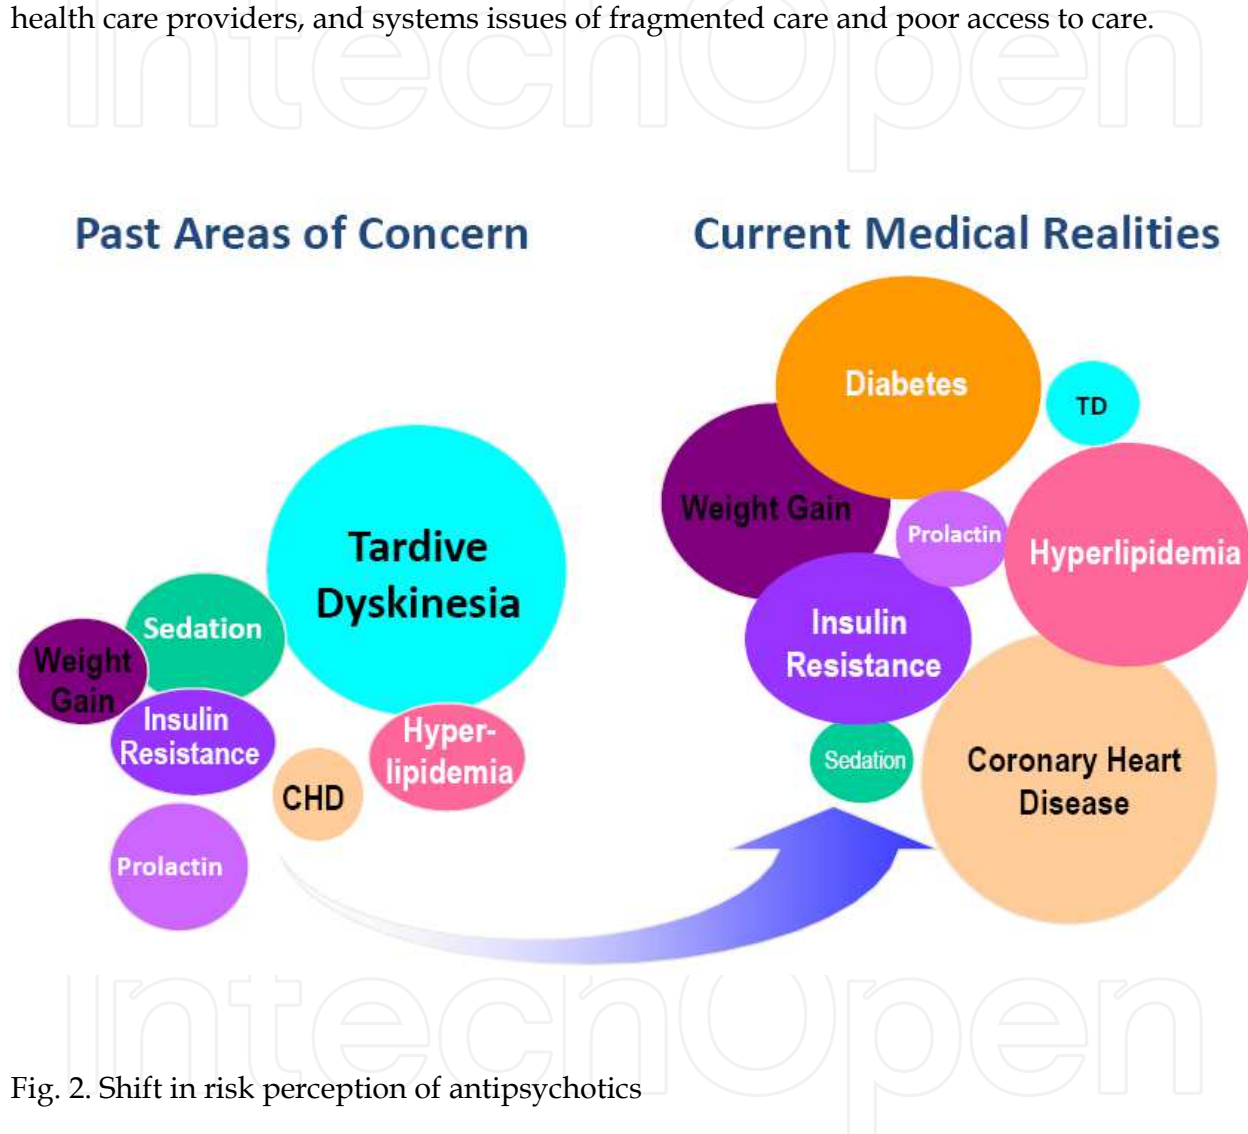 health care providers, and systems issues of fragmented care and poor access to care.
IntechOpen
Past Areas of Concern
Tardive
Dyskinesia
Sedation
Weight
Gain
Insulin
Resistance
Hyper-
lipidemia
CHD
Prolactin
Current Medical Realities
Diabetes
TD
Weight Gain
Prolactin
Hyperlipidemia
Insulin
Resistance
Sedation
Coronary Heart
Disease
IntechOpen
Fig. 2. Shift in risk perception of antipsychotics